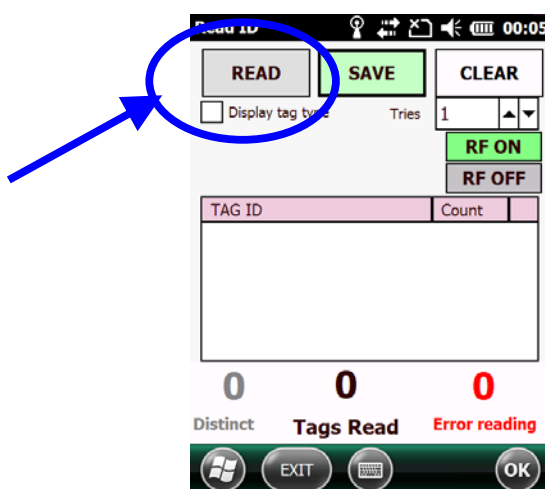 Read ID 00:05
READ SAVE CLEAR
Display tag type Tries 1
RF ON
RF OFF
TAG ID Count
0 0 0
Distinct Tags Read Error reading
EXIT OK